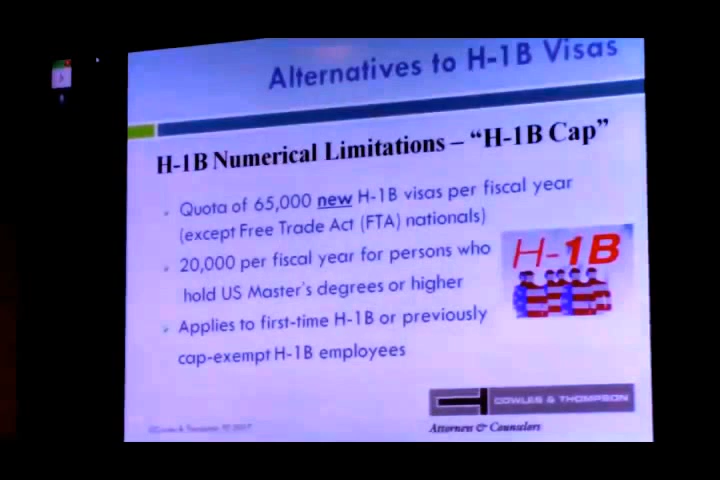 Alternatives to H-1B Visas
H-1B Numerical Limitations – “H-1B Cap”
Quota of 65,000 new H-1B visas per fiscal year
(except Free Trade Act (FTA) nationals)
20,000 per fiscal year for persons who
hold US Master's degrees or higher
Applies to first-time H-1B or previously
cap-exempt H-1B employees
H-1B
COWLES & THOMPSON
Attorneys & Counselors